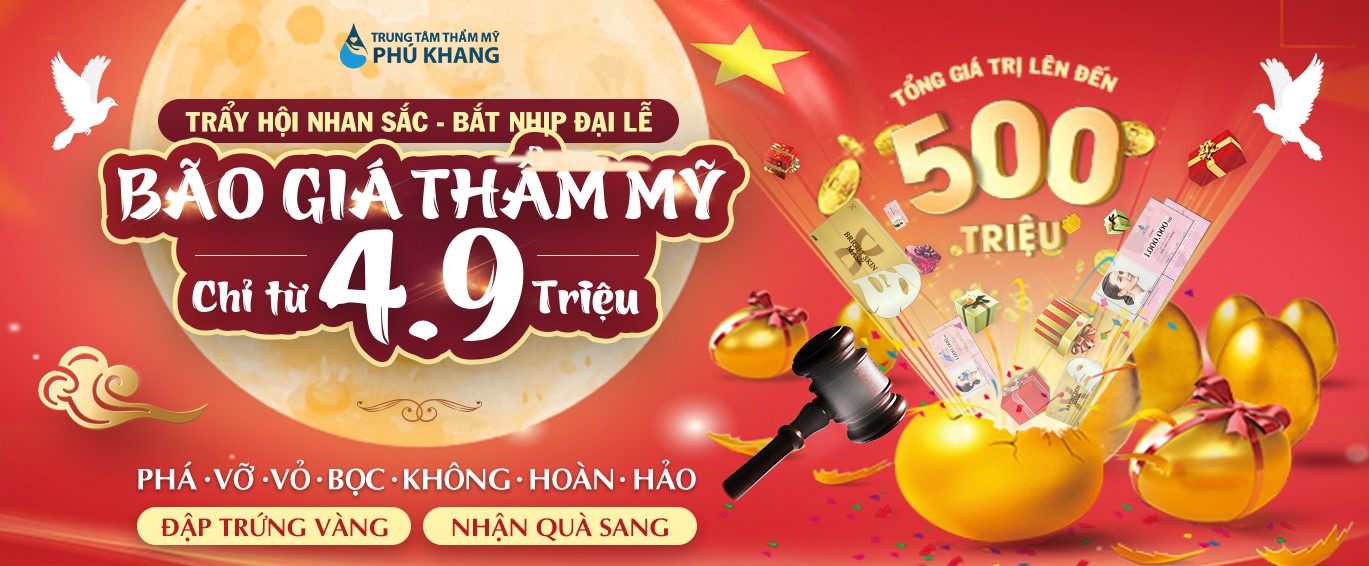 TRUNG TÂM THẨM MỸ
PHÚ KHANG
TRẨY HỘI NHAN SẮC - BẮT NHỊP ĐẠI LỄ
BÃO GIÁ THẨM MỸ
Chỉ từ 4.9 Triệu
PHÁ · VỠ · VỎ · BỌC · KHÔNG · HOÀN · HẢO
ĐẬP TRỨNG VÀNG
NHẬN QUÀ SANG
TỔNG GIÁ TRỊ LÊN ĐẾN
500
TRIỆU